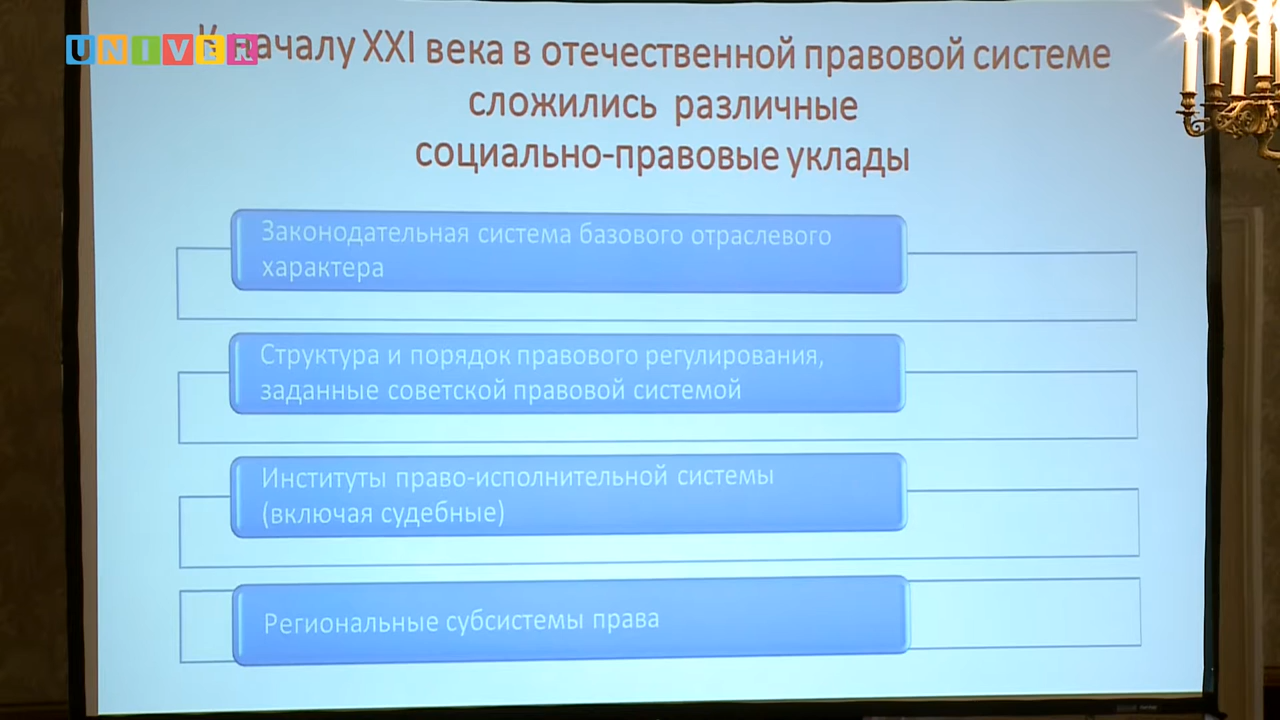 UNIVER
К началу XXI века в отечественной правовой системе
сложились различные
социально-правовые уклады
Законодательная система базового отраслевого
характера
Структура и порядок правового регулирования,
заданные советской правовой системой
Институты право-исполнительной системы
(включая судебные)
Региональные субсистемы права